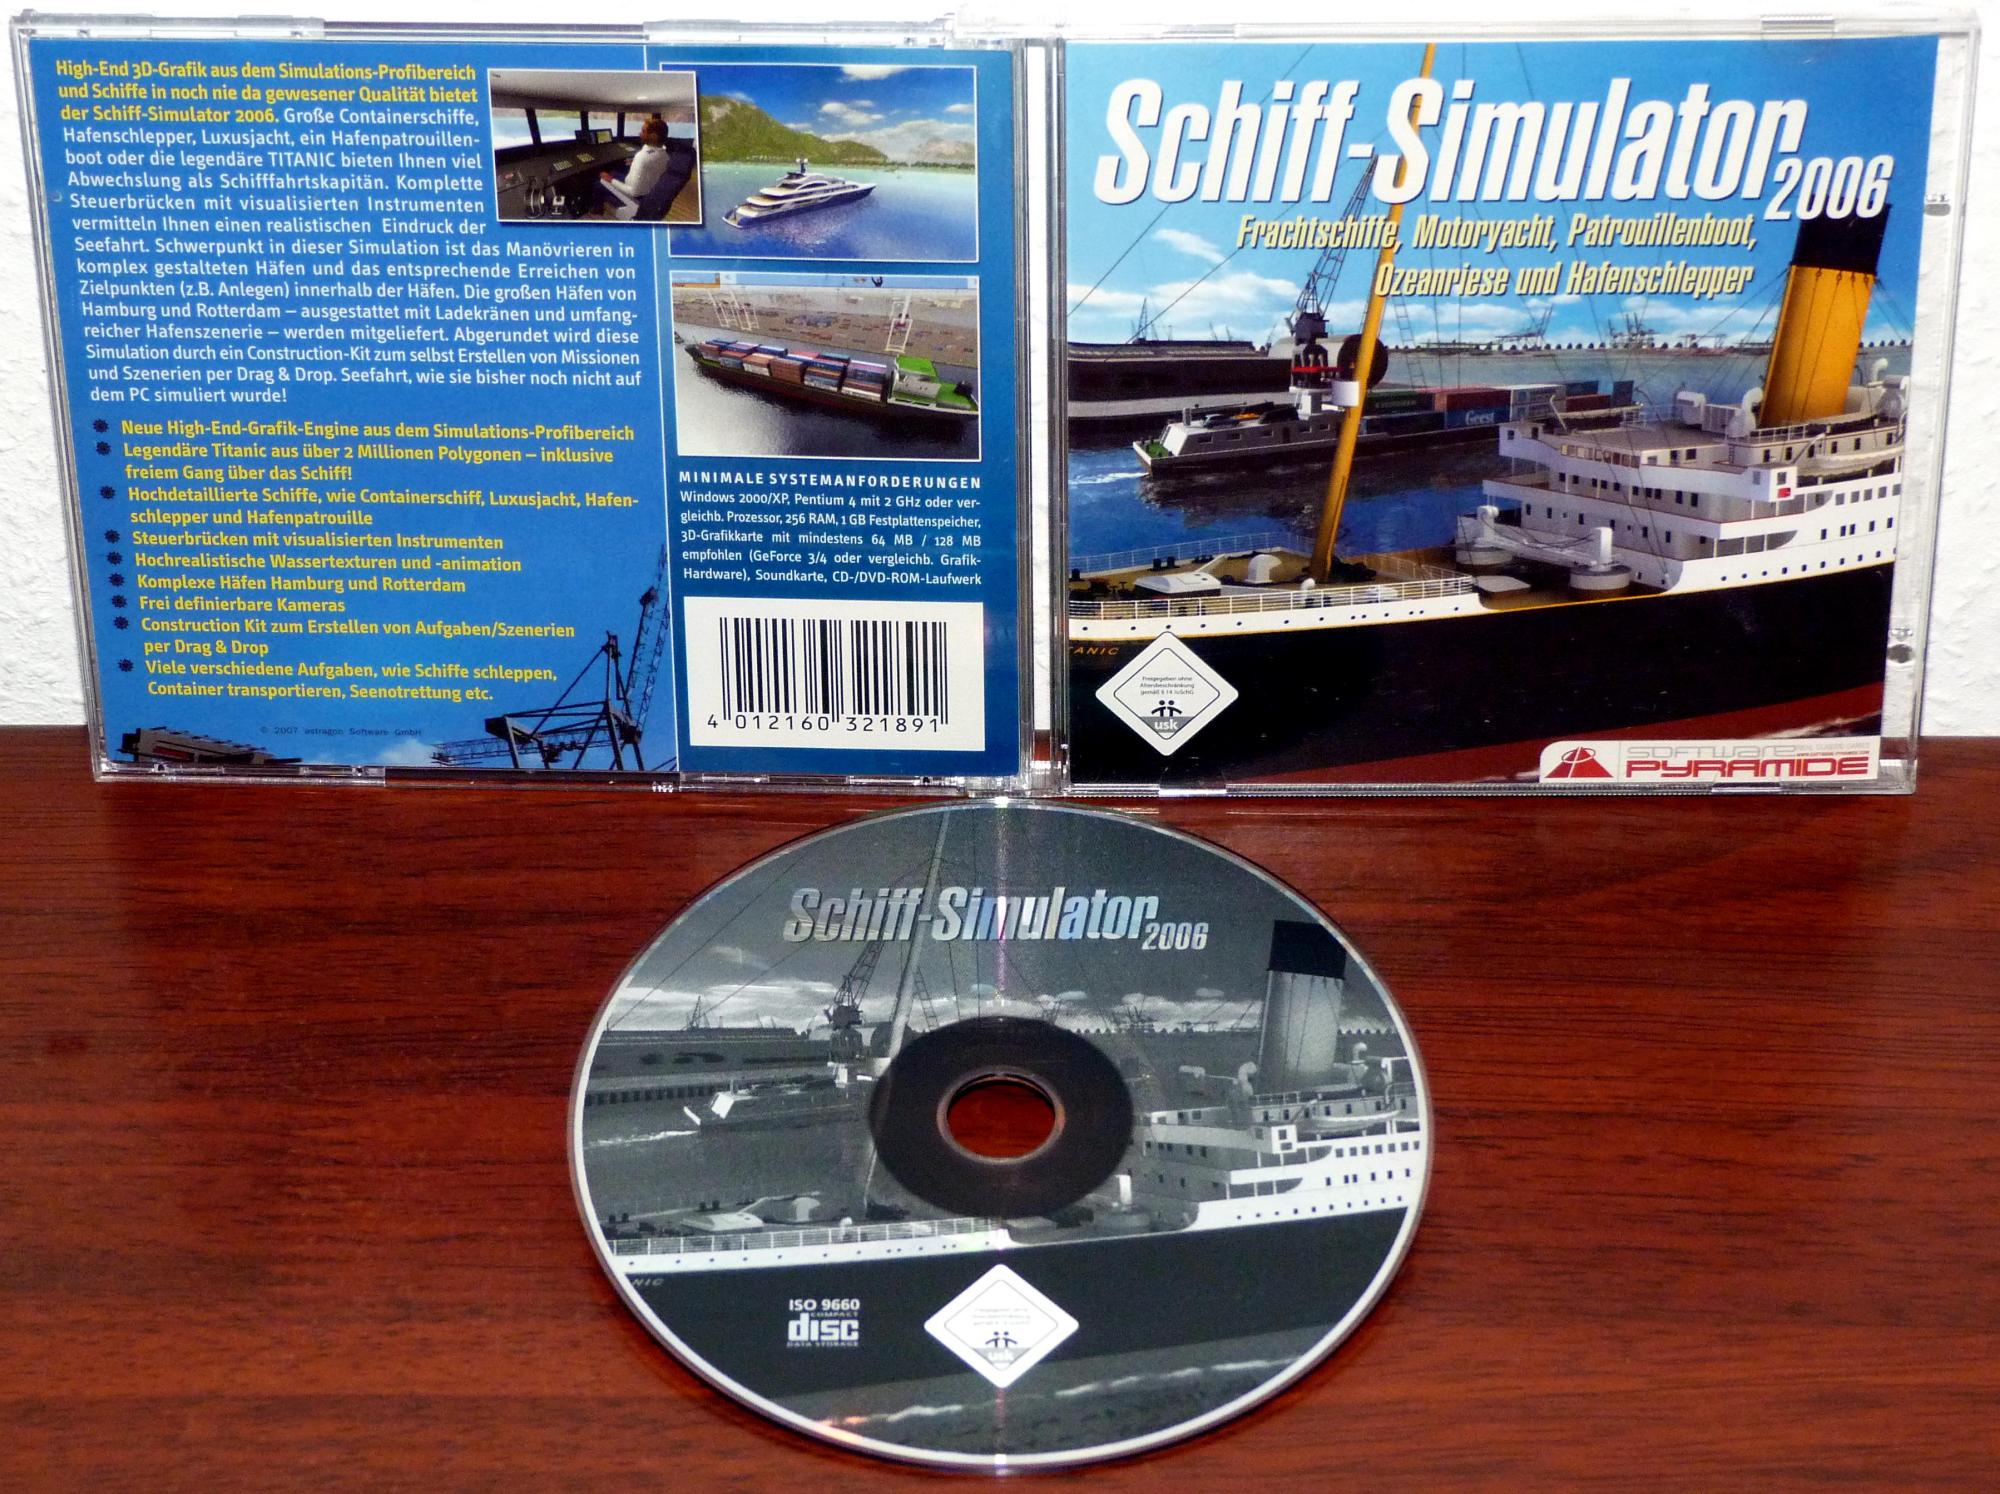 High-End 3D-Grafik aus dem Simulations-Profibereich
und Schiffe in noch nie da gewesener Qualität bietet
der Schiff-Simulator 2006. Große Containerschiffe,
Hafenschlepper, Luxusjacht, ein Hafenpatrouillen-
boot oder die legendäre TITANIC bieten Ihnen viel
Abwechslung als Schifffahrtskapitän. Komplette
Steuerbrücken mit visualisierten Instrumenten
vermitteln Ihnen einen realistischen Eindruck der
Seefahrt. Schwerpunkt in dieser Simulation ist das Manövrieren in
komplex gestalteten Häfen und das entsprechende Erreichen von
Zielpunkten (z.B. Anlegen) innerhalb der Häfen. Die großen Häfen von
Hamburg und Rotterdam – ausgestattet mit Ladekränen und umfang-
reicher Hafenszenerie – werden mitgeliefert. Abgerundet wird diese
Simulation durch ein Construction-Kit zum selbst Erstellen von Missionen
und Szenerien per Drag & Drop. Seefahrt, wie sie bisher noch nicht auf
dem PC simuliert wurde!
Neue High-End-Grafik-Engine aus dem Simulations-Profibereich
Legendäre Titanic aus über 2 Millionen Polygonen – inklusive
freiem Gang über das Schiff!
Hochdetaillierte Schiffe, wie Containerschiff, Luxusjacht, Hafen-
schlepper und Hafenpatrouille
Steuerbrücken mit visualisierten Instrumenten
Hochrealistische Wassertexturen und -animation
Komplexe Häfen Hamburg und Rotterdam
Frei definierbare Kameras
Construction Kit zum Erstellen von Aufgaben/Szenerien
per Drag & Drop
Viele verschiedene Aufgaben, wie Schiffe schleppen,
Container transportieren, Seenotrettung etc.
© 2007 astragon Software GmbH
MINIMALE SYSTEMANFORDERUNGEN
Windows 2000/XP, Pentium 4 mit 2 GHz oder ver-
gleichb. Prozessor, 256 RAM, 1 GB Festplattenspeicher,
3D-Grafikkarte mit mindestens 64 MB / 128 MB
empfohlen (GeForce 3/4 oder vergleichb. Grafik-
Hardware), Soundkarte, CD-/DVD-ROM-Laufwerk
4 012160 321891
Schiff-Simulator 2006
Frachtschiffe, Motoryacht, Patrouillenboot,
Ozeanriese und Hafenschlepper
Geest
TANIC
Freigegeben ohne
Altersbeschränkung
gemäß § 14 JuSchG
usk
SOFTWARE
PYRAMIDE
Schiff-Simulator 2006
NIC
ISO 9660
COMPACT
disc
DATA STORAGE
usk